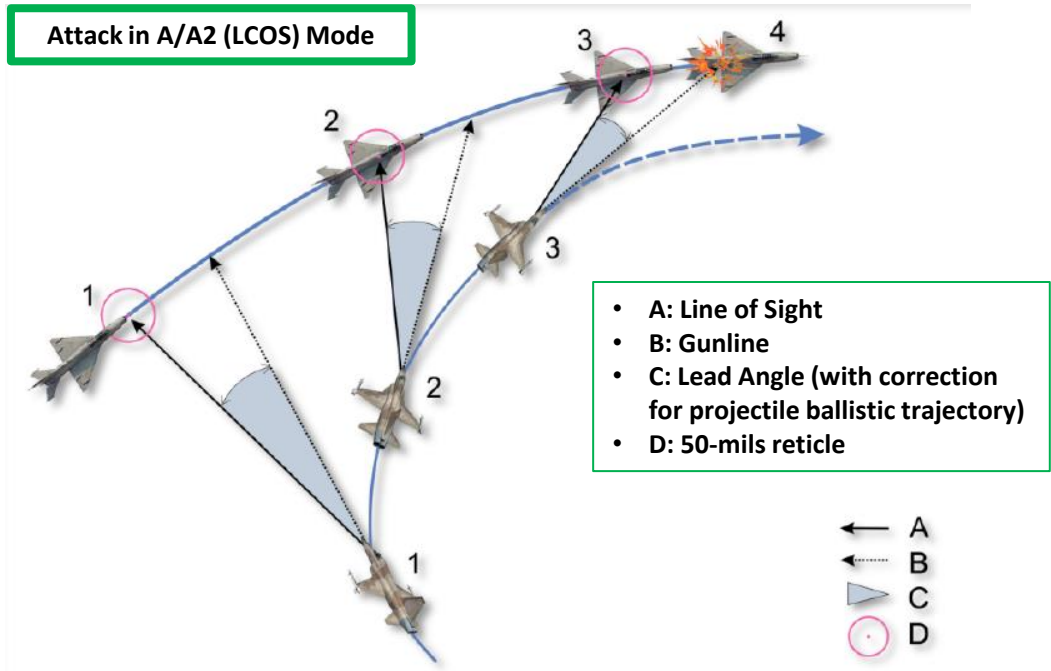 Attack in A/A2 (LCOS) Mode
3
4
2
1
3
2
1
• A: Line of Sight
• B: Gunline
• C: Lead Angle (with correction
for projectile ballistic trajectory)
• D: 50-mils reticle
A
B
C
D